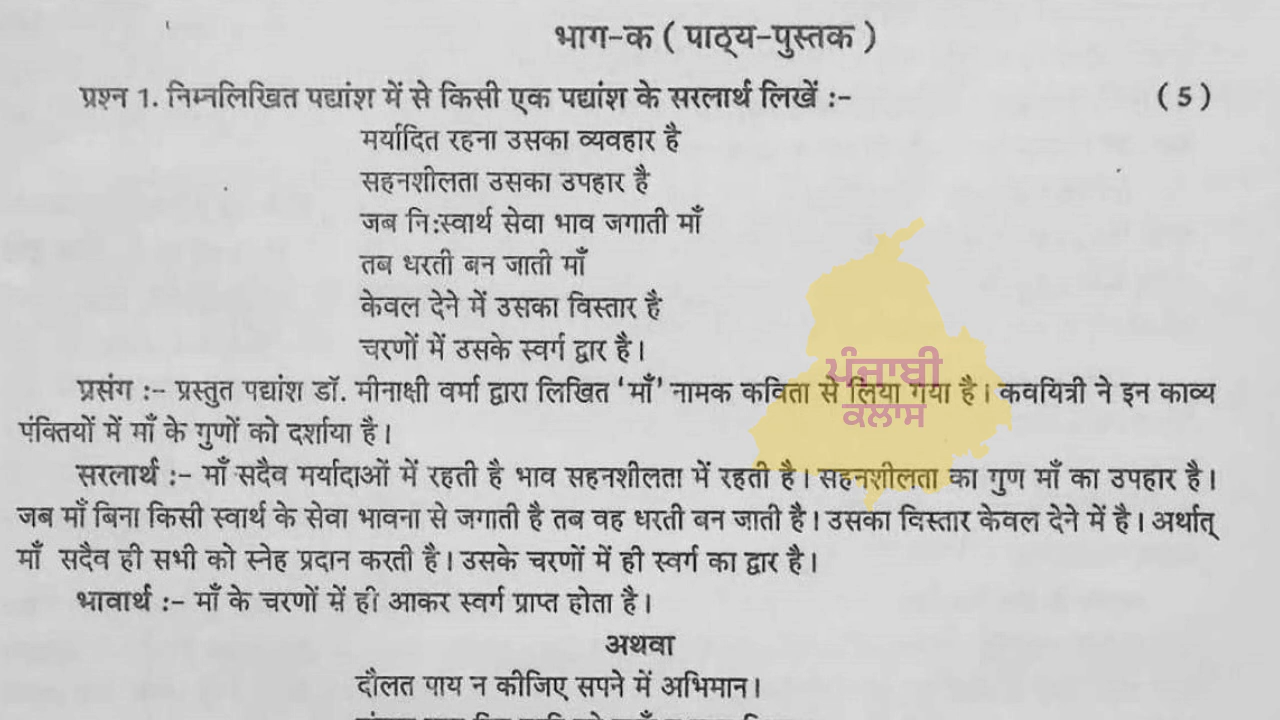 भाग-क ( पाठ्य-पुस्तक )
प्रश्न 1. निम्नलिखित पद्यांश में से किसी एक पद्यांश के सरलार्थ लिखें :- ( 5 )
मर्यादित रहना उसका व्यवहार है
सहनशीलता उसका उपहार है
जब नि:स्वार्थ सेवा भाव जगाती माँ
तब धरती बन जाती माँ
केवल देने में उसका विस्तार है
चरणों में उसके स्वर्ग द्वार है।
प्रसंग :- प्रस्तुत पद्यांश डॉ. मीनाक्षी वर्मा द्वारा लिखित ‘माँ’ नामक कविता से लिया गया है। कवयित्री ने इन काव्य
पंक्तियों में माँ के गुणों को दर्शाया है।
ਪੰਜਾਬੀ
ਕਲਾਸ
सरलार्थ :- माँ सदैव मर्यादाओं में रहती है भाव सहनशीलता में रहती है। सहनशीलता का गुण माँ का उपहार है।
जब माँ बिना किसी स्वार्थ के सेवा भावना से जगाती है तब वह धरती बन जाती है। उसका विस्तार केवल देने में है। अर्थात्
माँ सदैव ही सभी को स्नेह प्रदान करती है। उसके चरणों में ही स्वर्ग का द्वार है।
भावार्थ :- माँ के चरणों में ही आकर स्वर्ग प्राप्त होता है।
अथवा
दौलत पाय न कीजिए सपने में अभिमान।